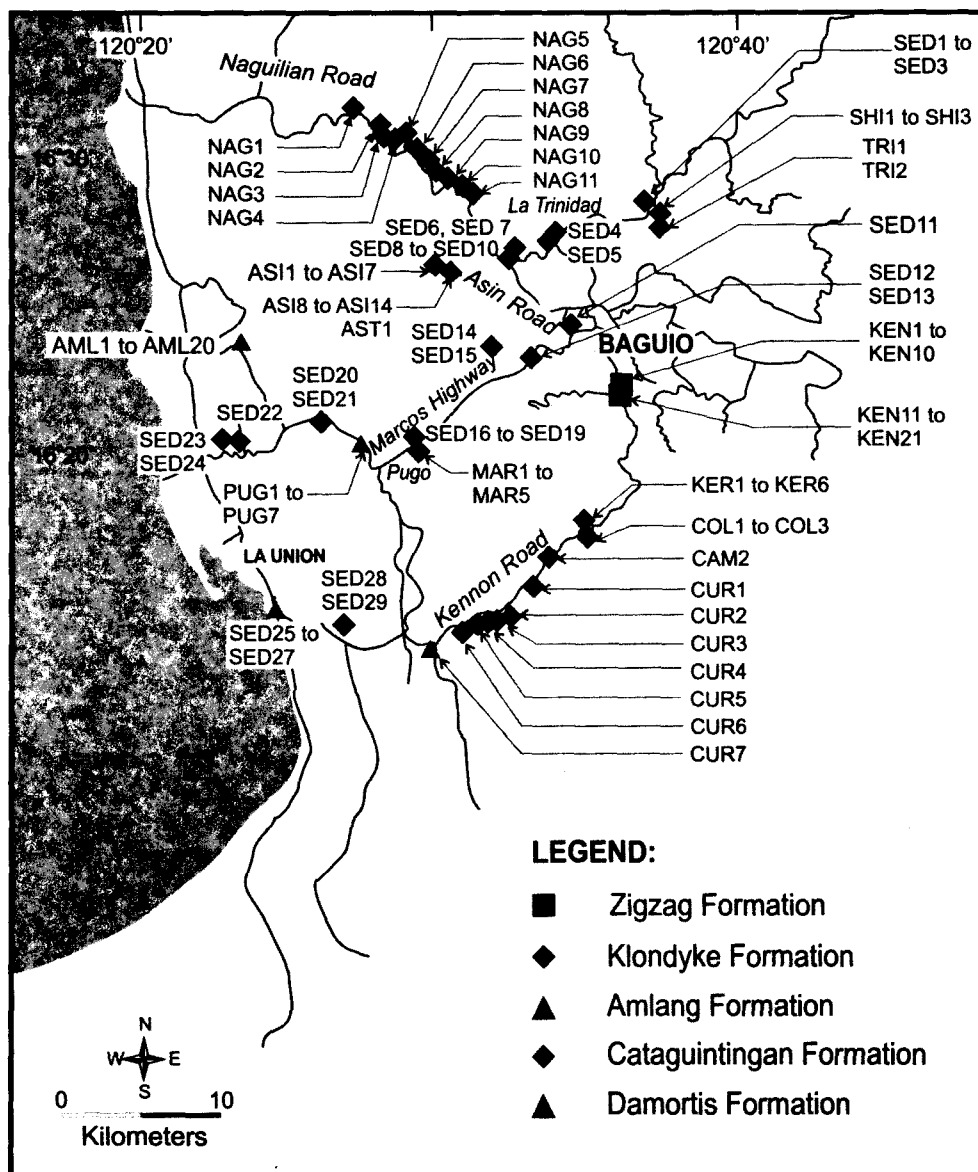 120°20'
120°40'
Naguilian Road
NAG5
NAG6
NAG7
NAG8
NAG9
NAG10
NAG11
SED1 to
SED3
SHI1 to SHI3
TRI1
TRI2
NAG1
NAG2
NAG3
NAG4
16°30'
La Trinidad
SED6, SED 7
SED8 to SED10
SED4
SED5
SED11
ASI1 to ASI7
ASI8 to ASI14
AST1
Asin Road
SED12
SED13
AML1 to AML20
SED14
SED15
BAGUIO
KEN1 to
KEN10
Marcos Highway
SED20
SED21
SED22
SED23
SED24
16°20'
SED16 to SED19
KEN11 to
KEN21
Pugo
PUG1 to
PUG7
MAR1 to
MAR5
KER1 to KER6
COL1 to COL3
LA UNION
Kennon Road
CAM2
SED28
SED29
CUR1
CUR2
SED25 to
SED27
CUR3
CUR4
CUR5
CUR6
CUR7
LEGEND:
Zigzag Formation
Klondyke Formation
Amlang Formation
Cataguintingan Formation
Damortis Formation
N
W E
S
0 10
Kilometers